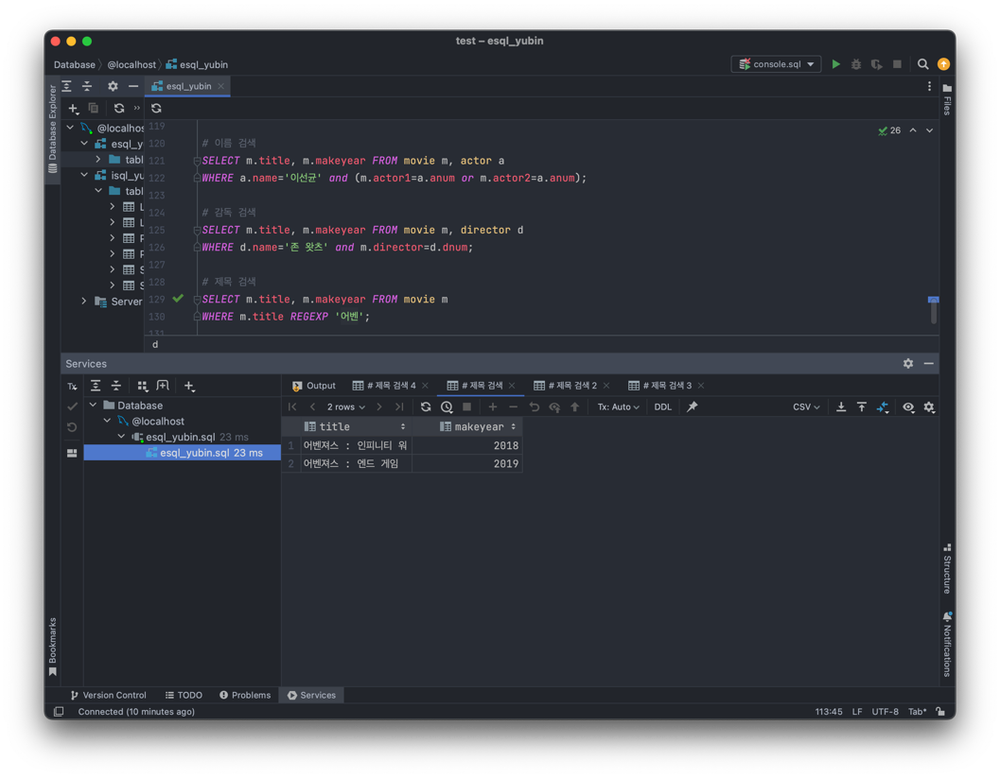 test – esql_yubin
Database @localhost esql_yubin
console.sql
esql_yubin
Database Explorer
Files
@localhos
esql_y
tabl
isql_yu
tabl
Server
119
120 # 이름 검색
121 SELECT m.title, m.makeyear FROM movie m, actor a
122 WHERE a.name='이선균' and (m.actor1=a.anum or m.actor2=a.anum);
123
124 # 감독 검색
125 SELECT m.title, m.makeyear FROM movie m, director d
126 WHERE d.name='존 왓츠' and m.director=d.dnum;
127
128 # 제목 검색
129 SELECT m.title, m.makeyear FROM movie m
130 WHERE m.title REGEXP '어벤';
131
26
d
Services
Tx
Database
@localhost
esql_yubin.sql 23 ms
esql_yubin.sql 23 ms
Output # 제목 검색 4 # 제목 검색 # 제목 검색 2 # 제목 검색 3
2 rows Tx: Auto DDL CSV
title makeyear
1 어벤져스 : 인피니티 워 2018
2 어벤져스 : 엔드 게임 2019
Structure
Notifications
Bookmarks
Version Control TODO Problems Services
Connected (10 minutes ago) 113:45 LF UTF-8 Tab*